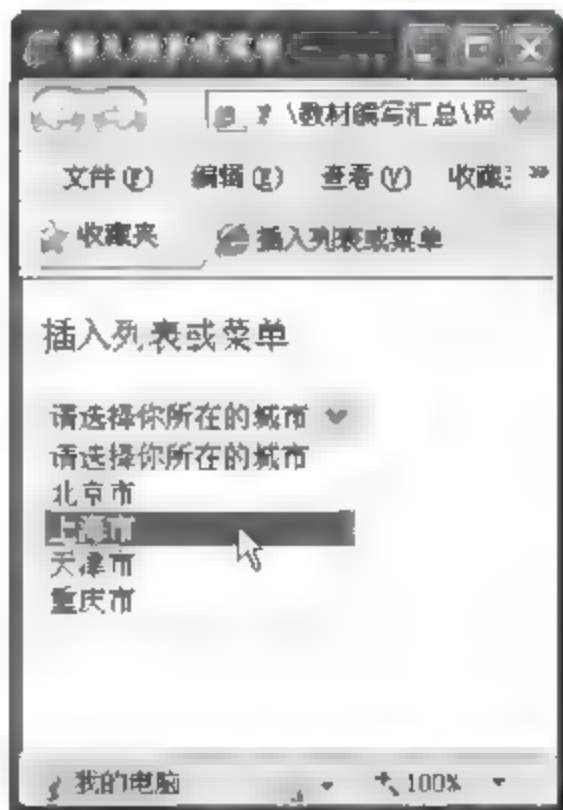 \教材编写汇总\网
文件(F) 编辑(E) 查看(V) 收藏 »
收藏夹 插入列表或菜单
插入列表或菜单
请选择你所在的城市
请选择你所在的城市
北京市
上海市
天津市
重庆市
我的电脑 100%